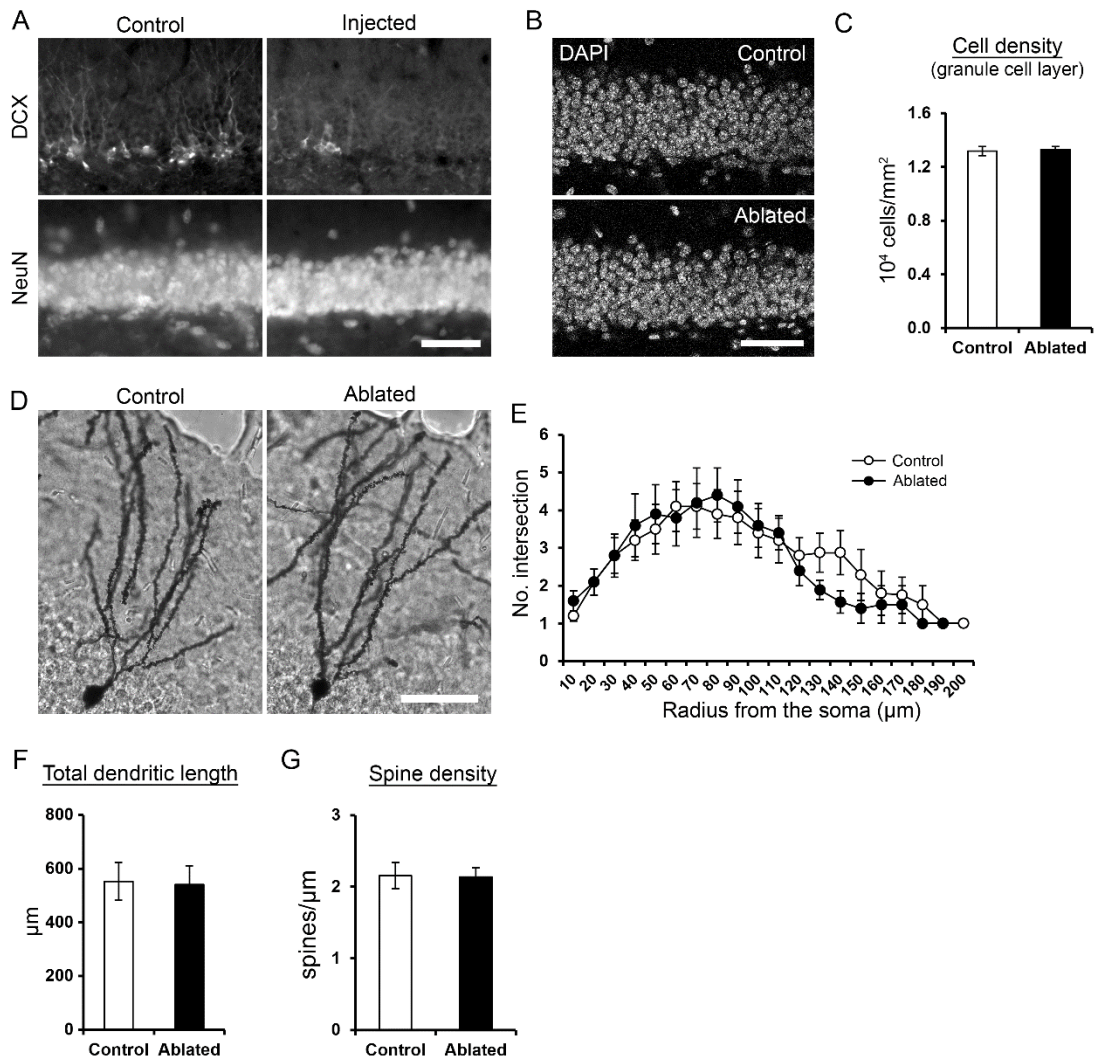 A
Control
Injected
DCX
NeuN
B
DAPI
Control
Ablated
C
Cell density
(granule cell layer)
10⁴ cells/mm²
1.6
1.2
0.8
0.4
0.0
Control
Ablated
D
Control
Ablated
E
No. intersection
6
5
4
3
2
1
0
Control
Ablated
10 20 30 40 50 60 70 80 90 100 110 120 130 140 150 160 170 180 190 200
Radius from the soma (µm)
F
Total dendritic length
µm
800
600
400
200
0
Control
Ablated
G
Spine density
spines/µm
3
2
1
0
Control
Ablated